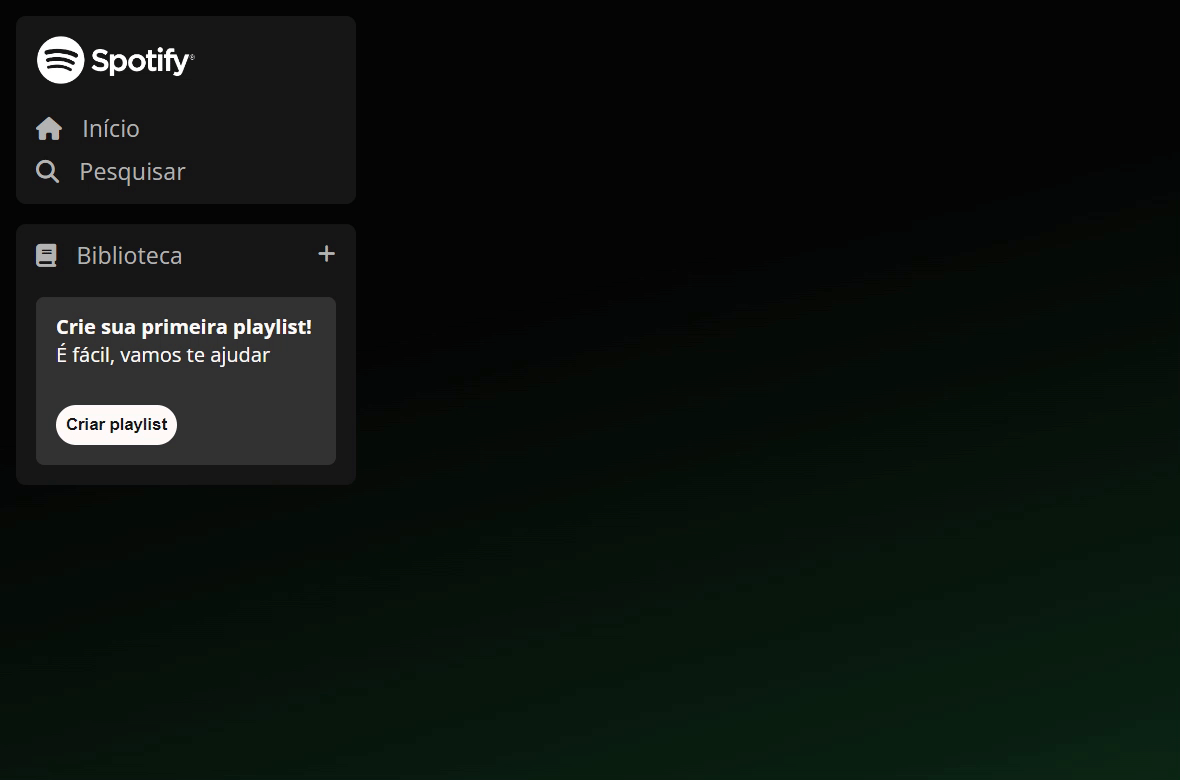 Spotify®
Início
Pesquisar
Biblioteca
Crie sua primeira playlist!
É fácil, vamos te ajudar
Criar playlist